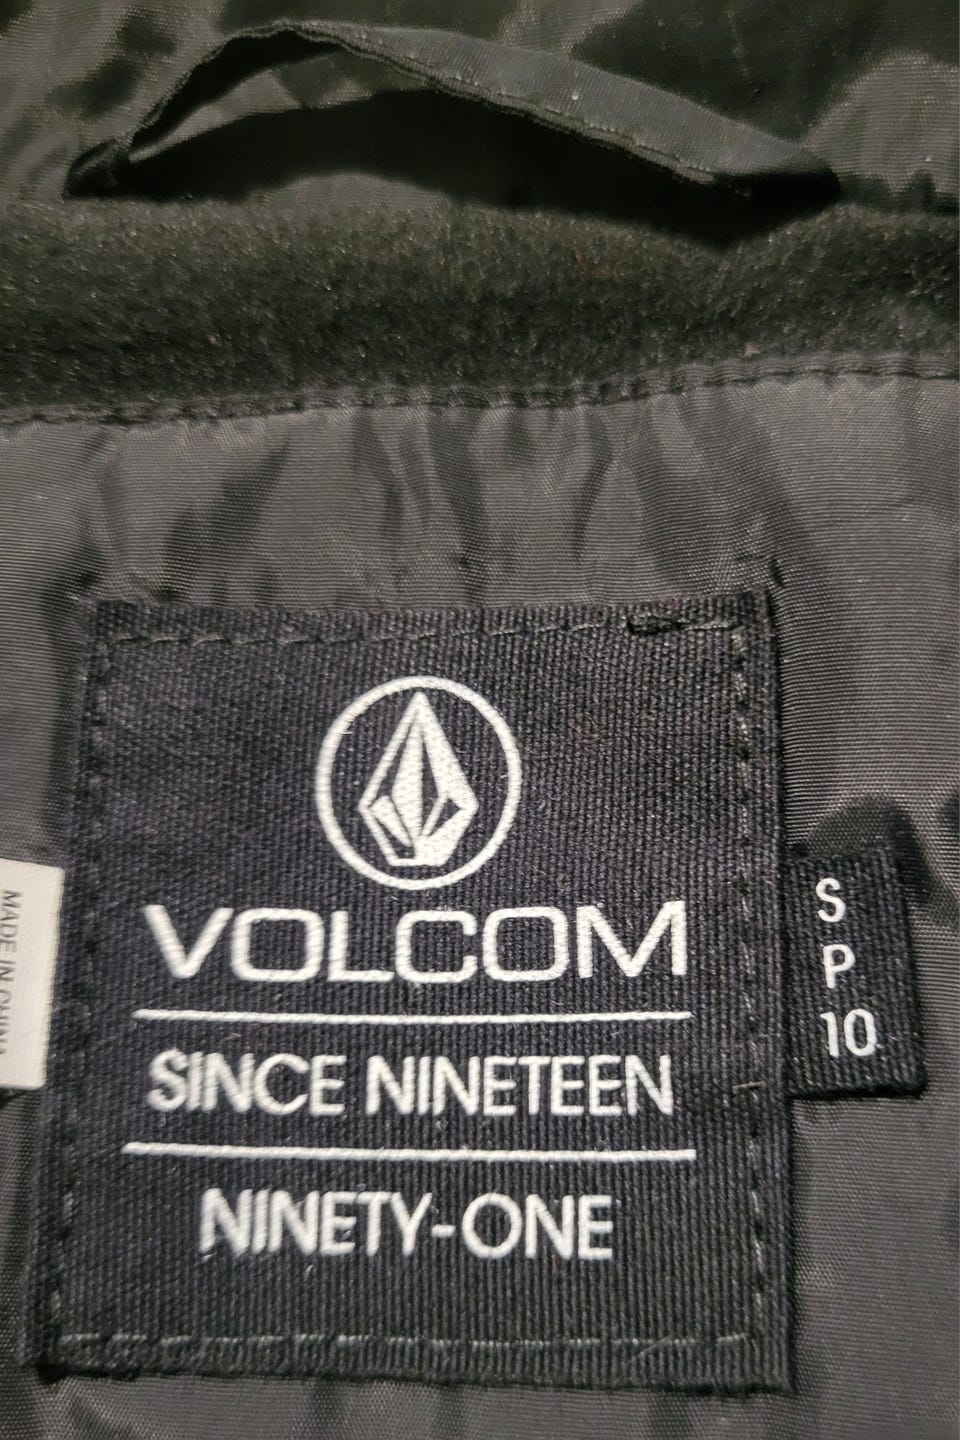 VOLCOM
SINCE NINETEEN
NINETY-ONE
S
P
10
MADE IN CHINA